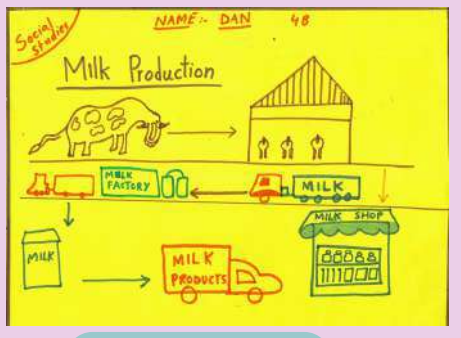 Social
Studies
NAME:- DAN 4B
Milk Production
MILK
FACTORY
MILK
MILK SHOP
MILK
MILK
PRODUCTS